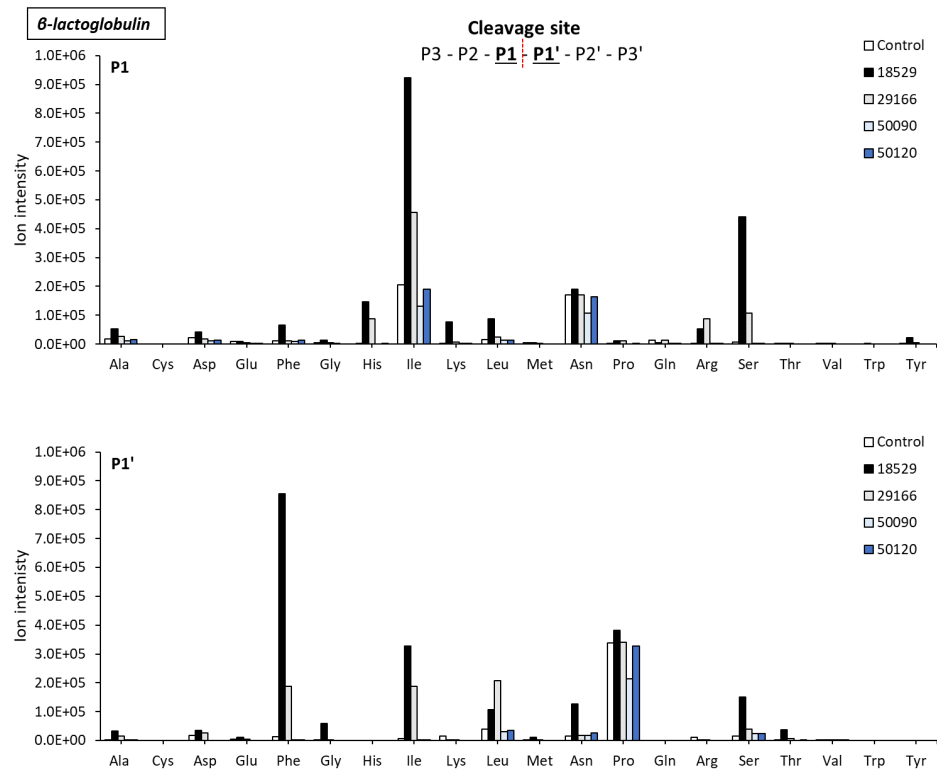 β-lactoglobulin
Cleavage site
P3 - P2 - P1 - P1' - P2' - P3'
P1
Control
18529
29166
50090
50120
Ion intensity
1.0E+06
9.0E+05
8.0E+05
7.0E+05
6.0E+05
5.0E+05
4.0E+05
3.0E+05
2.0E+05
1.0E+05
0.0E+00
Ala Cys Asp Glu Phe Gly His Ile Lys Leu Met Asn Pro Gln Arg Ser Thr Val Trp Tyr
P1'
Control
18529
29166
50090
50120
Ion intenisty
1.0E+06
9.0E+05
8.0E+05
7.0E+05
6.0E+05
5.0E+05
4.0E+05
3.0E+05
2.0E+05
1.0E+05
0.0E+00
Ala Cys Asp Glu Phe Gly His Ile Lys Leu Met Asn Pro Gln Arg Ser Thr Val Trp Tyr